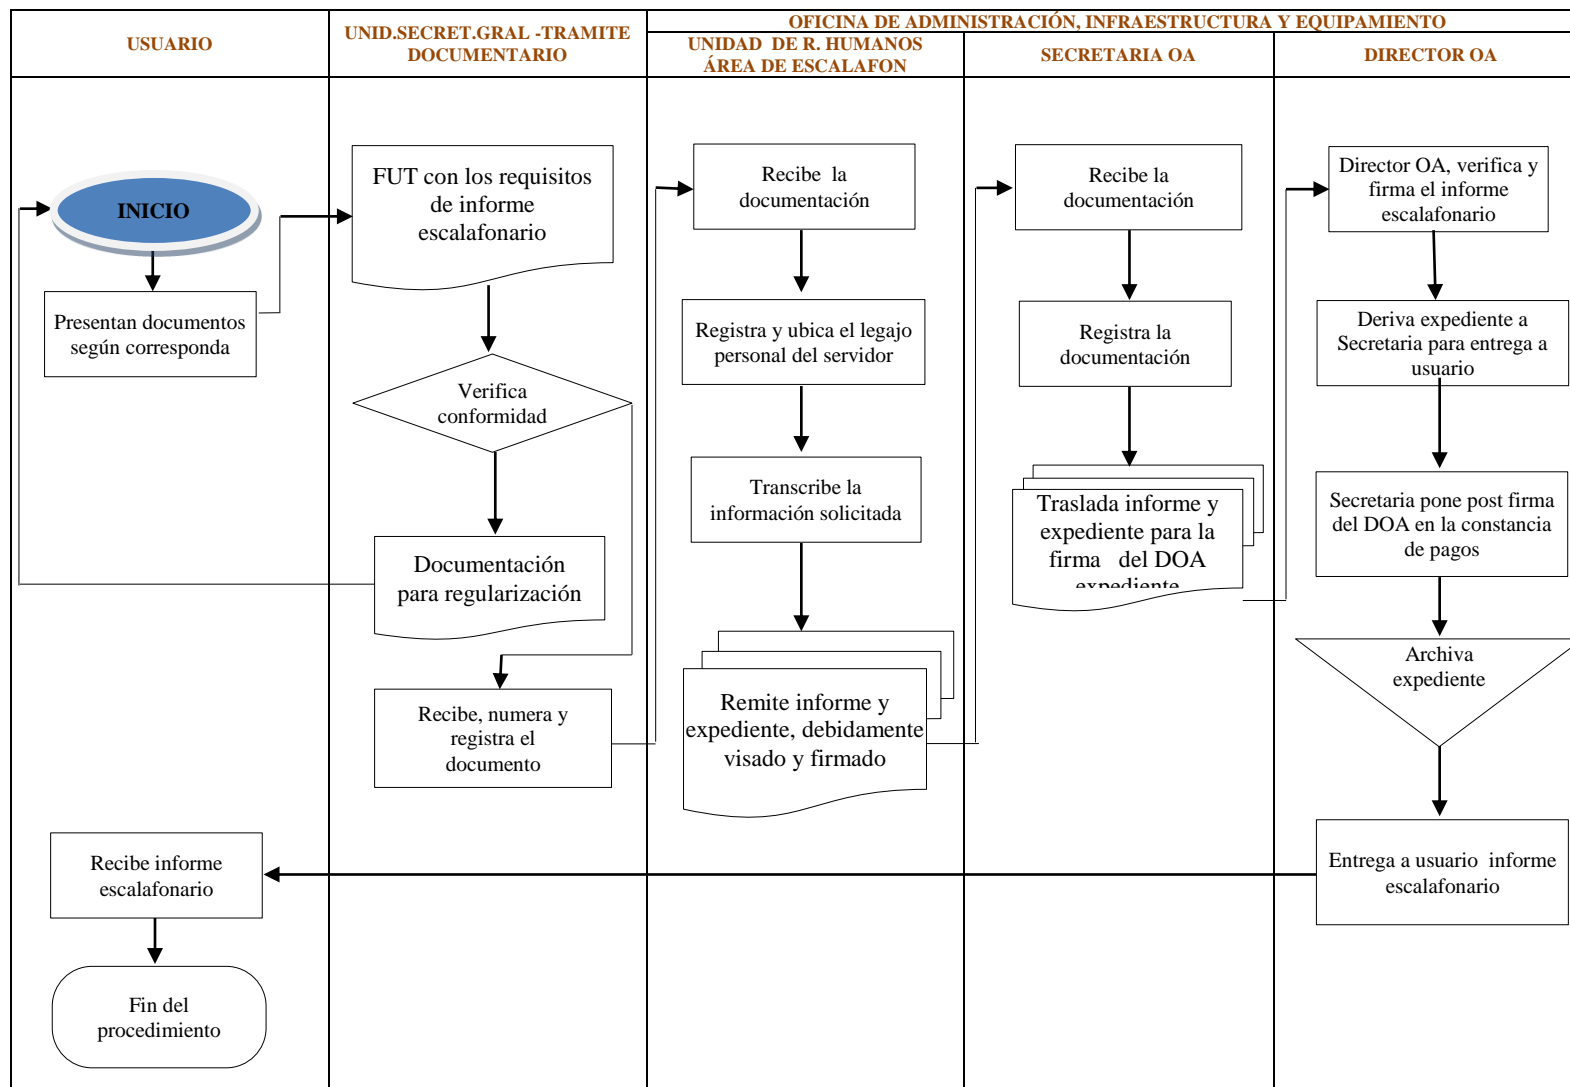 USUARIO
UNID.SECRET.GRAL -TRAMITE
DOCUMENTARIO
OFICINA DE ADMINISTRACIÓN, INFRAESTRUCTURA Y EQUIPAMIENTO
UNIDAD DE R. HUMANOS
ÁREA DE ESCALAFON
SECRETARIA OA
DIRECTOR OA
INICIO
Presentan documentos
según corresponda
FUT con los requisitos
de informe
escalafonario
Verifica
conformidad
Documentación
para regularización
Recibe, numera y
registra el
documento
Recibe la
documentación
Registra y ubica el legajo
personal del servidor
Transcribe la
información solicitada
Remite informe y
expediente, debidamente
visado y firmado
Recibe la
documentación
Registra la
documentación
Traslada informe y
expediente para la
firma del DOA
expediente
Director OA, verifica y
firma el informe
escalafonario
Deriva expediente a
Secretaria para entrega a
usuario
Secretaria pone post firma
del DOA en la constancia
de pagos
Archiva
expediente
Entrega a usuario informe
escalafonario
Recibe informe
escalafonario
Fin del
procedimiento